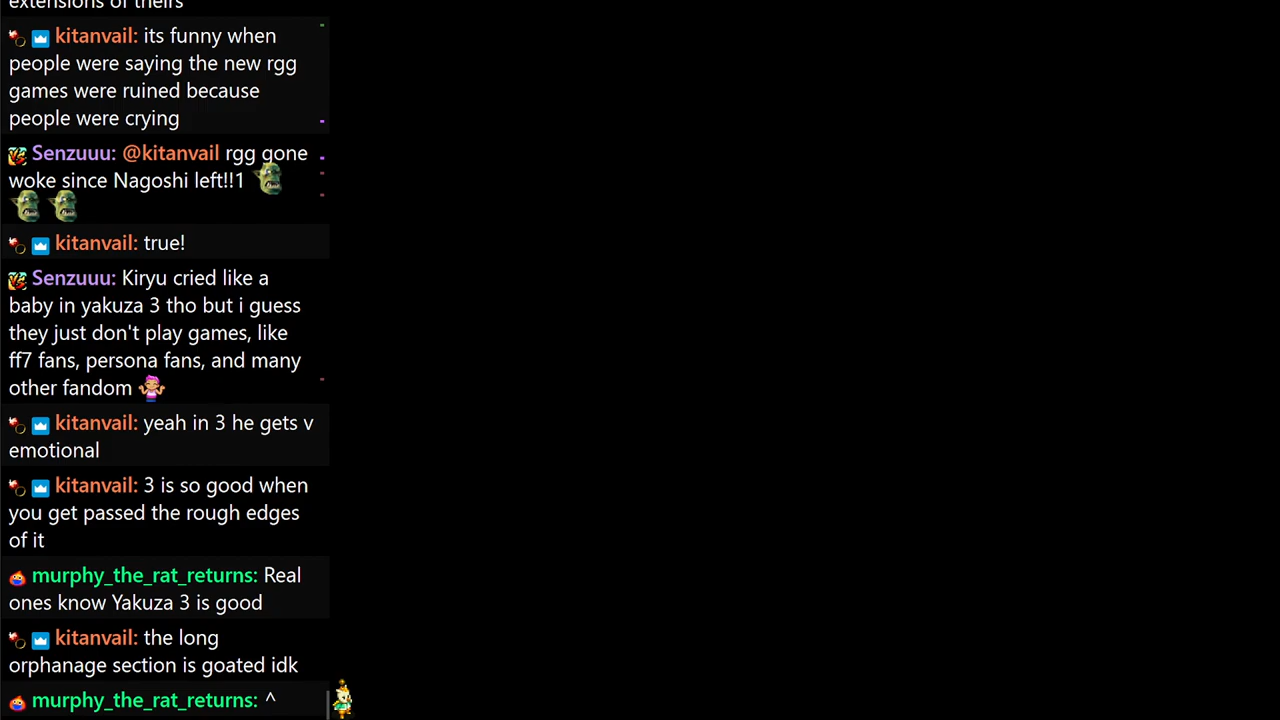 extensions of theirs
kitanvail: its funny when
people were saying the new rgg
games were ruined because
people were crying
Senzuuu: @kitanvail rgg gone
woke since Nagoshi left!!1
kitanvail: true!
Senzuuu: Kiryu cried like a
baby in yakuza 3 tho but i guess
they just don't play games, like
ff7 fans, persona fans, and many
other fandom
kitanvail: yeah in 3 he gets v
emotional
kitanvail: 3 is so good when
you get passed the rough edges
of it
murphy_the_rat_returns: Real
ones know Yakuza 3 is good
kitanvail: the long
orphanage section is goated idk
murphy_the_rat_returns: ^